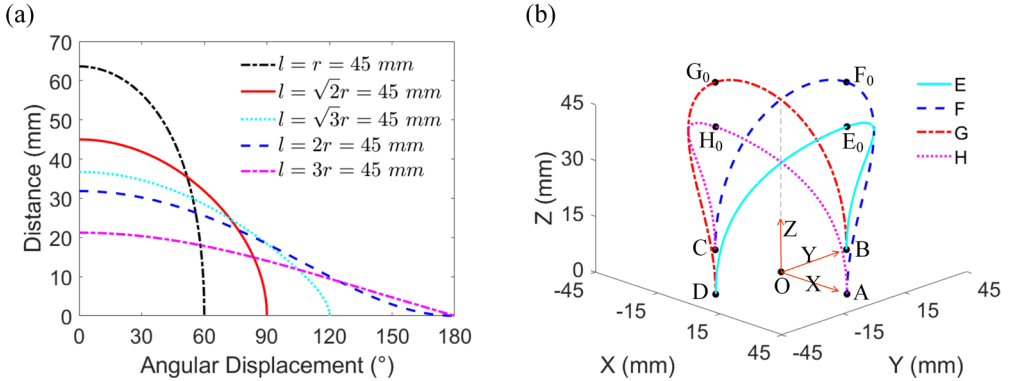 (a)
Distance (mm)
70
60
50
40
30
20
10
0
0 30 60 90 120 150 180
Angular Displacement (°)
l = r = 45 mm
l = √2r = 45 mm
l = √3r = 45 mm
l = 2r = 45 mm
l = 3r = 45 mm
(b)
Z (mm)
45
30
15
0
-45
-15
15
45
X (mm)
-45
-15
15
45
Y (mm)
G₀
F₀
H₀
E₀
Z
Y
X
O
C
B
D
A
E
F
G
H